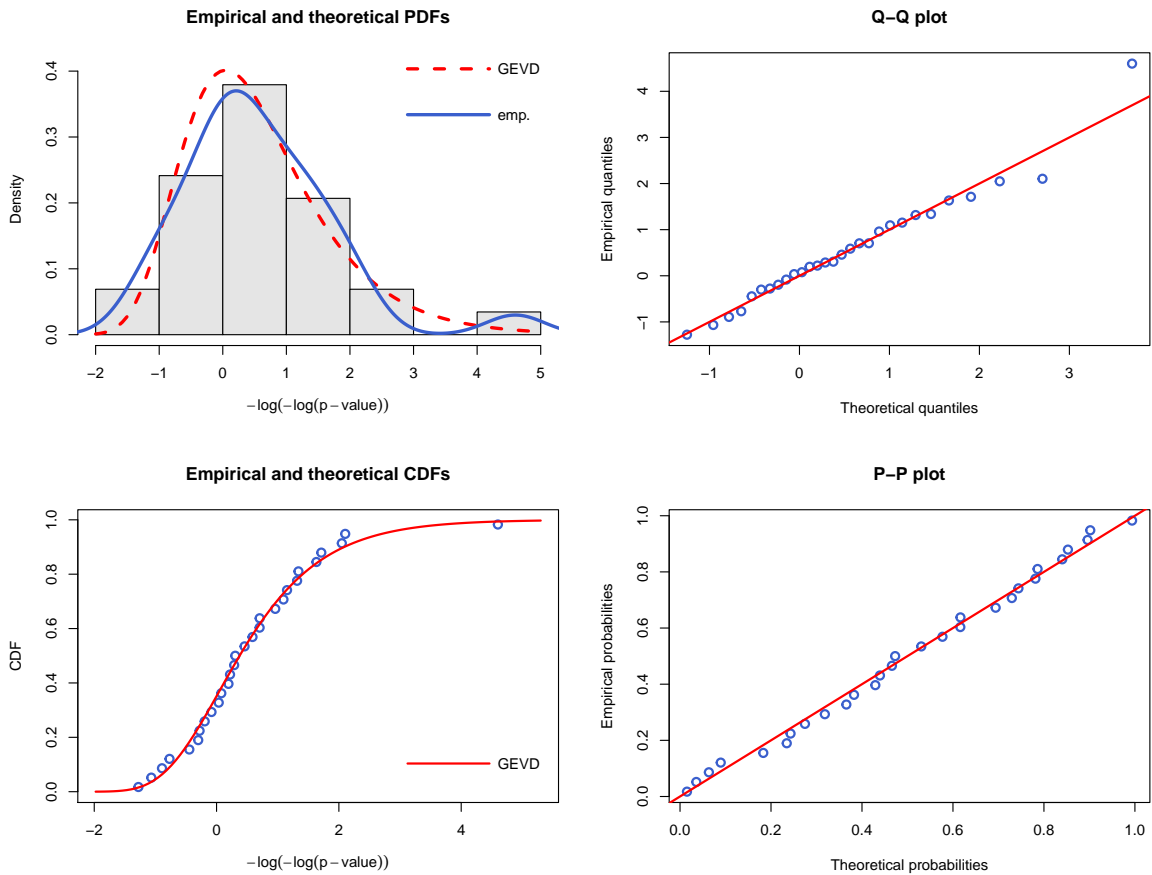 Empirical and theoretical PDFs
Density
0.0 0.1 0.2 0.3 0.4
GEVD
emp.
−2 −1 0 1 2 3 4 5
−log(−log(p−value))
Q−Q plot
Empirical quantiles
−1 0 1 2 3 4
−1 0 1 2 3
Theoretical quantiles
Empirical and theoretical CDFs
CDF
0.0 0.2 0.4 0.6 0.8 1.0
GEVD
−2 0 2 4
−log(−log(p−value))
P−P plot
Empirical probabilities
0.0 0.2 0.4 0.6 0.8 1.0
0.0 0.2 0.4 0.6 0.8 1.0
Theoretical probabilities